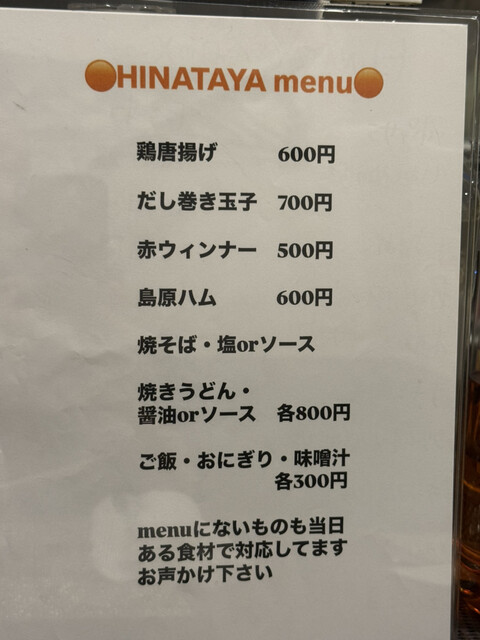 HINATAYA menu
鶏唐揚げ 600円
だし巻き玉子 700円
赤ウィンナー 500円
島原ハム 600円
焼そば・塩orソース
焼きうどん・
醤油orソース 各800円
ご飯・おにぎり・味噌汁
各300円
menuにないものも当日
ある食材で対応してます
お声かけ下さい